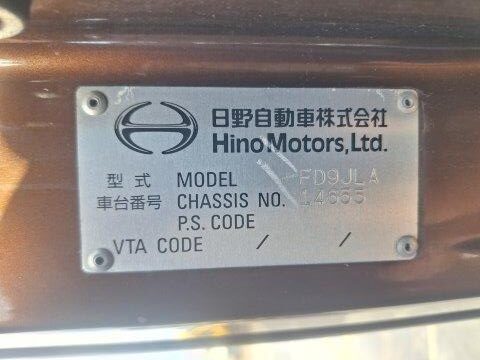 日野自動車株式会社
Hino Motors, Ltd.
型式 MODEL FD9JLA
車台番号 CHASSIS NO. 14655
P.S. CODE
VTA CODE / /